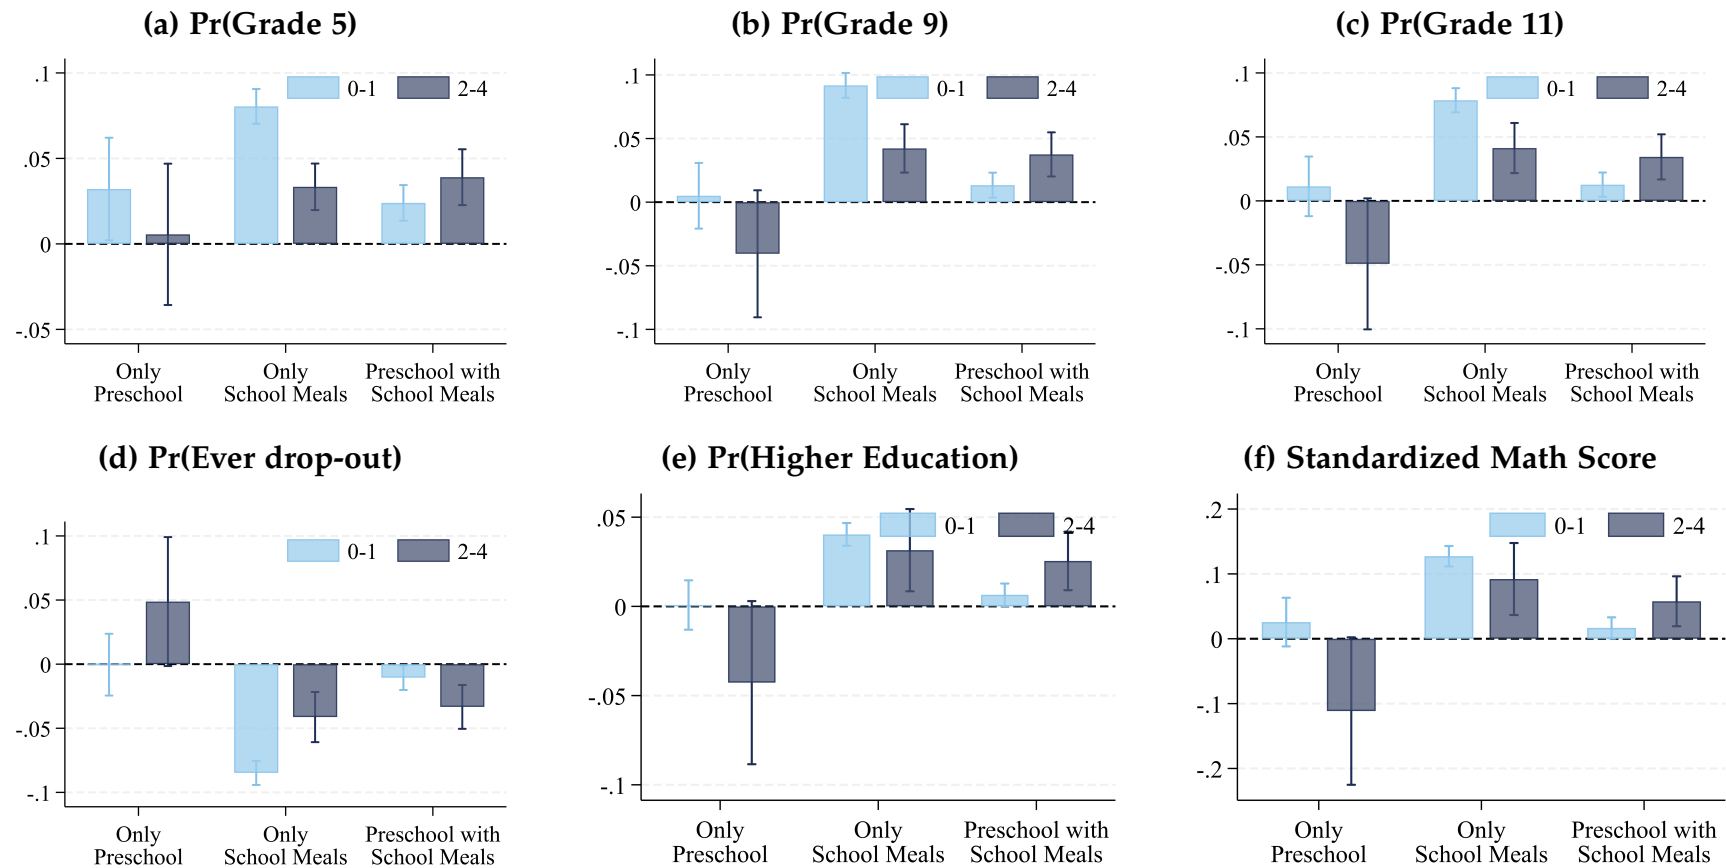 (a) Pr(Grade 5)
.1
.05
0
-.05
0-1
2-4
Only
Preschool
Only
School Meals
Preschool with
School Meals
(b) Pr(Grade 9)
.1
.05
0
-.05
-.1
0-1
2-4
Only
Preschool
Only
School Meals
Preschool with
School Meals
(c) Pr(Grade 11)
.1
.05
0
-.05
-.1
0-1
2-4
Only
Preschool
Only
School Meals
Preschool with
School Meals
(d) Pr(Ever drop-out)
.1
.05
0
-.05
-.1
0-1
2-4
Only
Preschool
Only
School Meals
Preschool with
School Meals
(e) Pr(Higher Education)
.05
0
-.05
-.1
0-1
2-4
Only
Preschool
Only
School Meals
Preschool with
School Meals
(f) Standardized Math Score
.2
.1
0
-.1
-.2
0-1
2-4
Only
Preschool
Only
School Meals
Preschool with
School Meals